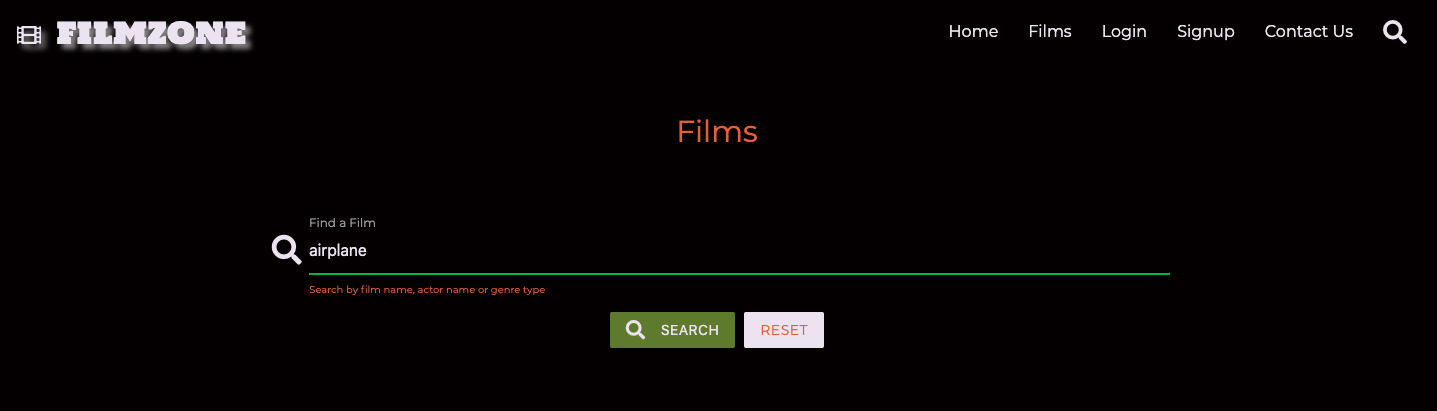 FILMZONE
Home Films Login Signup Contact Us
Films
Find a Film
airplane
Search by film name, actor name or genre type
SEARCH RESET